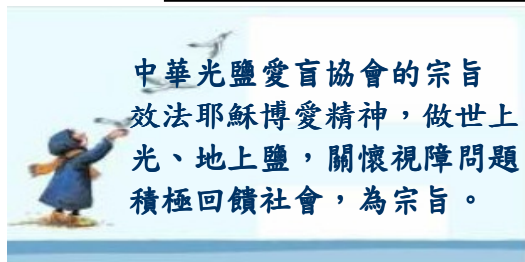 中華光鹽愛盲協會的宗旨
效法耶穌博愛精神，做世上
光、地上鹽，關懷視障問題
積極回饋社會，為宗旨。